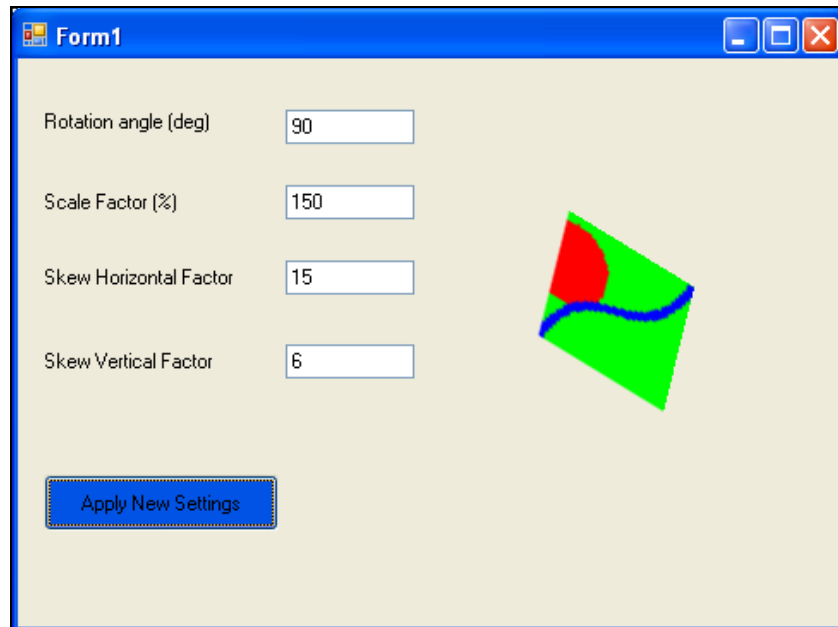 Form1
Rotation angle (deg) 90
Scale Factor (%) 150
Skew Horizontal Factor 15
Skew Vertical Factor 6
Apply New Settings